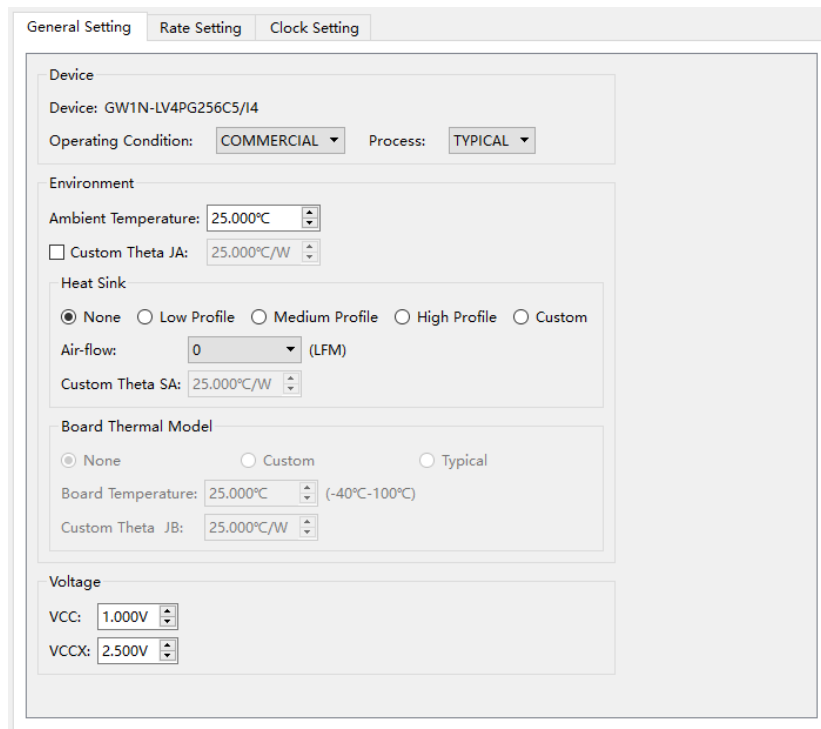 General Setting Rate Setting Clock Setting
Device
Device: GW1N-LV4PG256C5/I4
Operating Condition: COMMERCIAL Process: TYPICAL
Environment
Ambient Temperature: 25.000℃
Custom Theta JA: 25.000℃/W
Heat Sink
None Low Profile Medium Profile High Profile Custom
Air-flow: 0 (LFM)
Custom Theta SA: 25.000℃/W
Board Thermal Model
None Custom Typical
Board Temperature: 25.000℃ (-40℃-100℃)
Custom Theta JB: 25.000℃/W
Voltage
VCC: 1.000V
VCCX: 2.500V